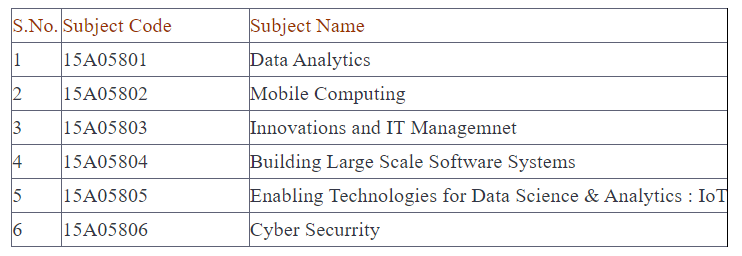 S.No. Subject Code Subject Name
1 15A05801 Data Analytics
2 15A05802 Mobile Computing
3 15A05803 Innovations and IT Managemnet
4 15A05804 Building Large Scale Software Systems
5 15A05805 Enabling Technologies for Data Science & Analytics : IoT
6 15A05806 Cyber Securrity